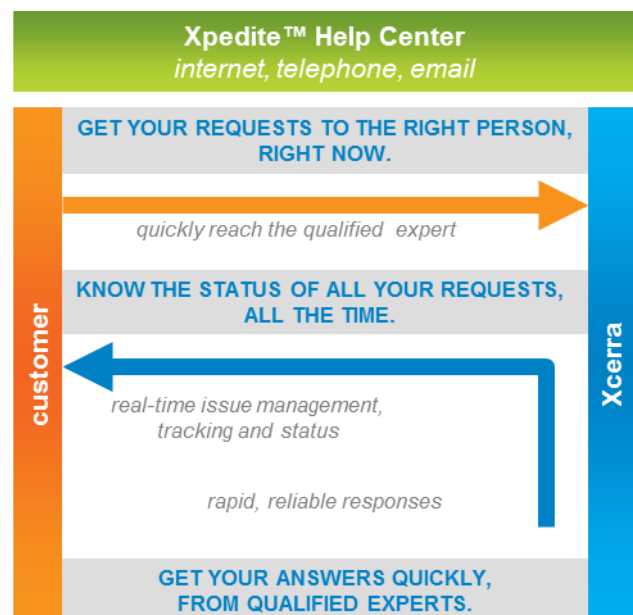 Xpedite™ Help Center
internet, telephone, email
GET YOUR REQUESTS TO THE RIGHT PERSON,
RIGHT NOW.
quickly reach the qualified expert
KNOW THE STATUS OF ALL YOUR REQUESTS,
ALL THE TIME.
customer
Xcerra
real-time issue management,
tracking and status
rapid, reliable responses
GET YOUR ANSWERS QUICKLY,
FROM QUALIFIED EXPERTS.